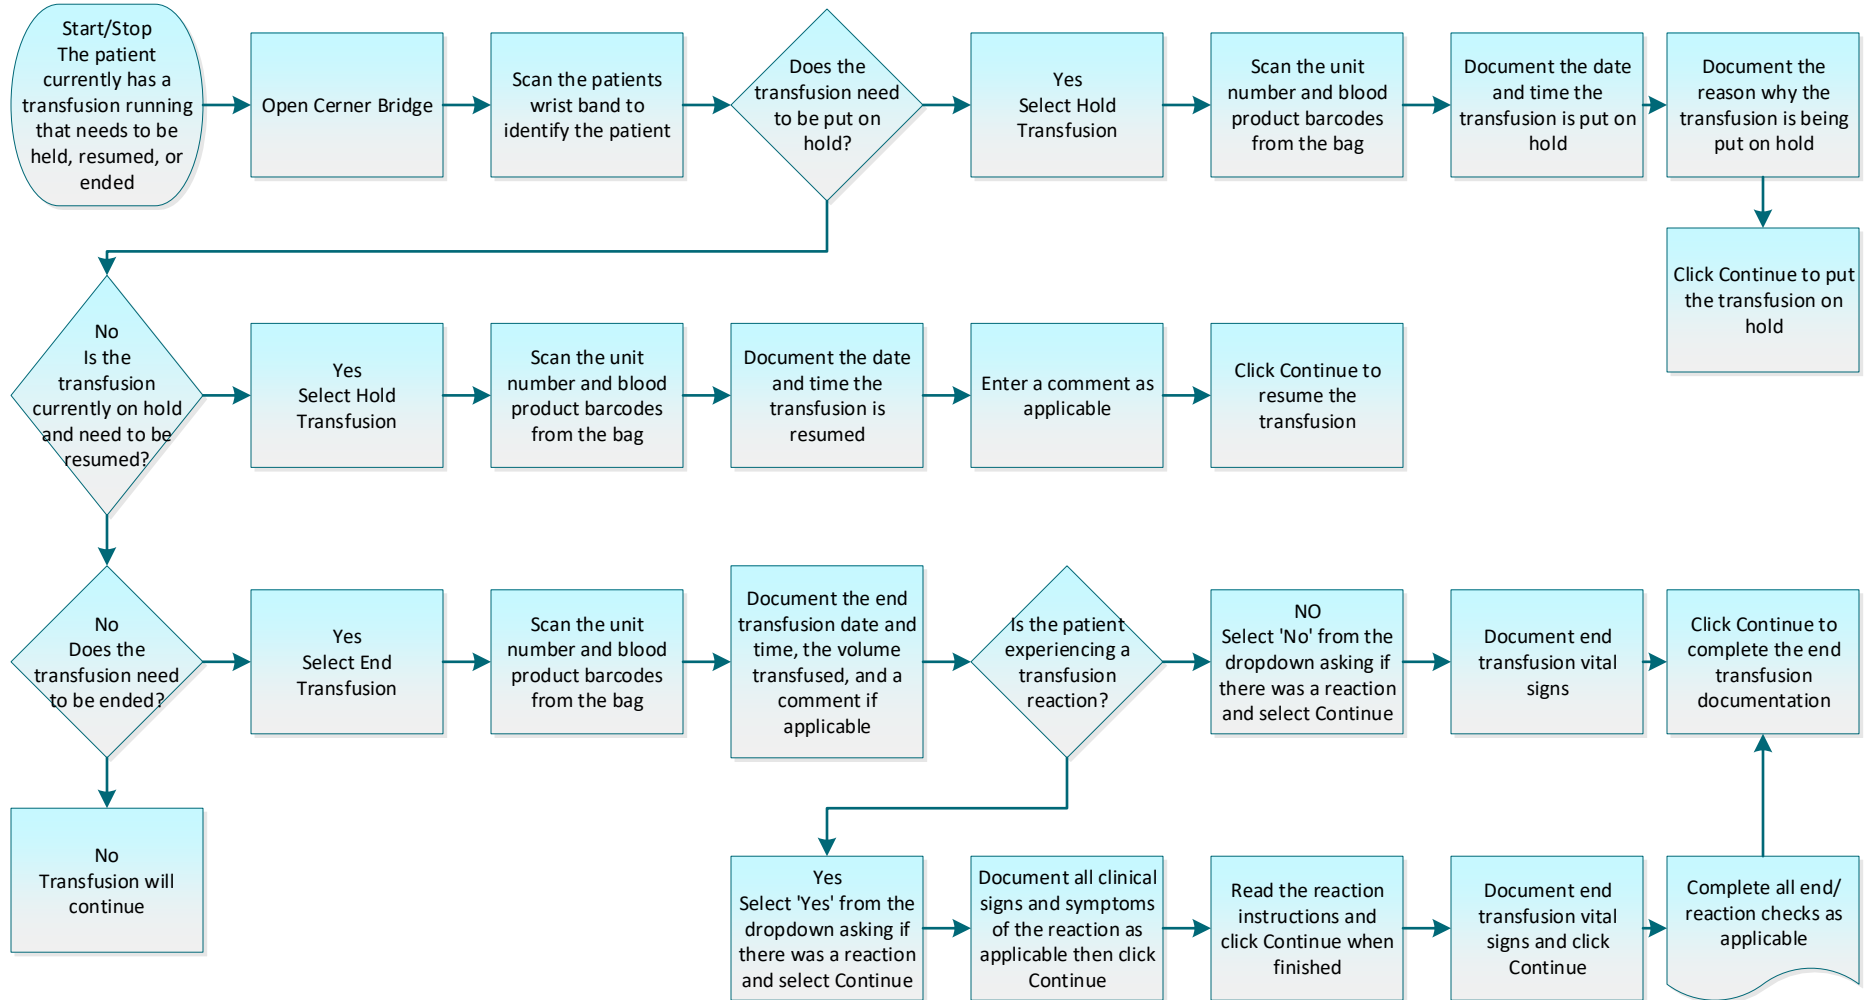 Start/Stop
The patient
currently has a
transfusion running
that needs to be
held, resumed, or
ended
Open Cerner Bridge
Scan the patients
wrist band to
identify the patient
Does the
transfusion need
to be put on
hold?
Yes
Select Hold
Transfusion
Scan the unit
number and blood
product barcodes
from the bag
Document the date
and time the
transfusion is put on
hold
Document the
reason why the
transfusion is being
put on hold
Click Continue to put
the transfusion on
hold
No
Is the
transfusion
currently on hold
and need to be
resumed?
Yes
Select Hold
Transfusion
Scan the unit
number and blood
product barcodes
from the bag
Document the date
and time the
transfusion is
resumed
Enter a comment as
applicable
Click Continue to
resume the
transfusion
No
Does the
transfusion need
to be ended?
Yes
Select End
Transfusion
Scan the unit
number and blood
product barcodes
from the bag
Document the end
transfusion date and
time, the volume
transfused, and a
comment if
applicable
Is the patient
experiencing a
transfusion
reaction?
NO
Select 'No' from the
dropdown asking if
there was a reaction
and select Continue
Document end
transfusion vital
signs
Click Continue to
complete the end
transfusion
documentation
No
Transfusion will
continue
Yes
Select 'Yes' from the
dropdown asking if
there was a reaction
and select Continue
Document all clinical
signs and symptoms
of the reaction as
applicable then click
Continue
Read the reaction
instructions and
click Continue when
finished
Document end
transfusion vital
signs and click
Continue
Complete all end/
reaction checks as
applicable